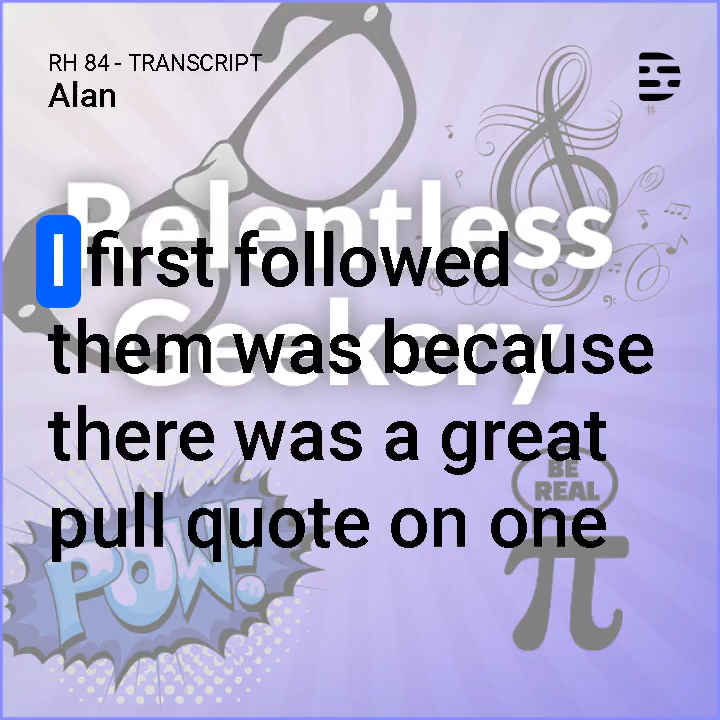 RH 84 - TRANSCRIPT
Alan
Relentless
Geekery
I first followed
them was because
there was a great
pull quote on one
BE
REAL
π
POW!
#